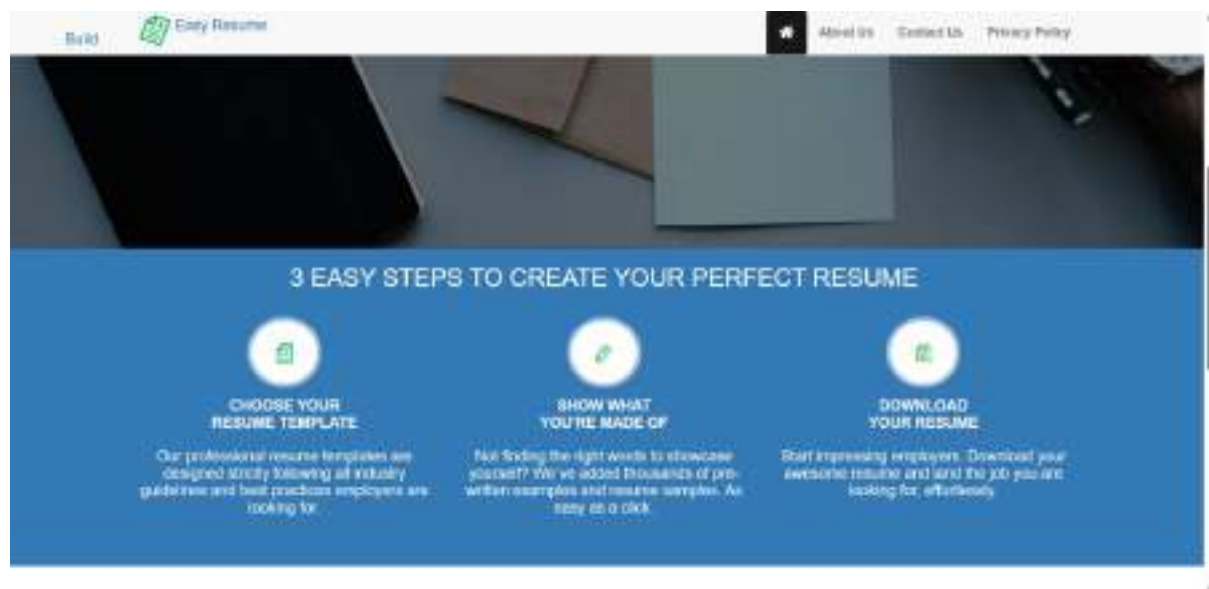 Build
Easy Resume
About Us Contact Us Privacy Policy
3 EASY STEPS TO CREATE YOUR PERFECT RESUME
CHOOSE YOUR
RESUME TEMPLATE
Our professional resume templates are
designed strictly following all industry
guidelines and best practices employers are
looking for
SHOW WHAT
YOU'RE MADE OF
Not finding the right words to showcase
yourself? We've added thousands of pre-
written examples and resume samples. As
easy as a click
DOWNLOAD
YOUR RESUME
Start impressing employers. Download your
awesome resume and land the job you are
looking for, effortlessly.